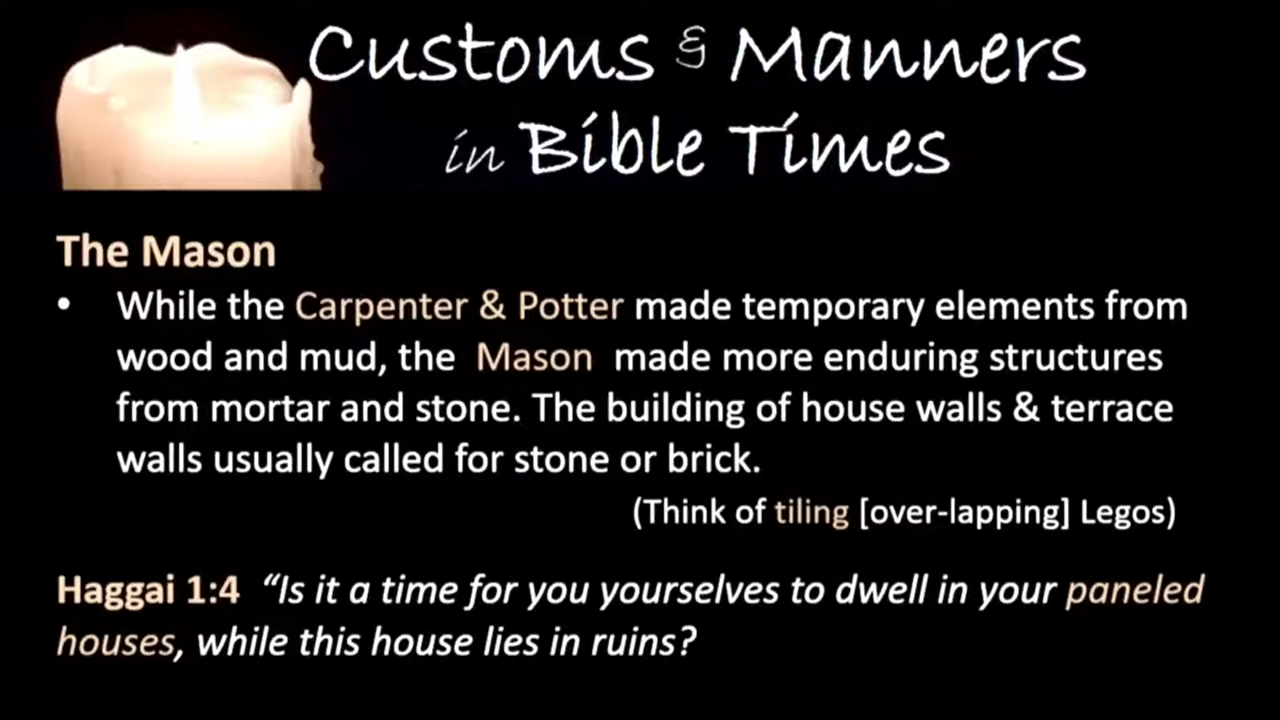 Customs & Manners
in Bible Times
The Mason
• While the Carpenter & Potter made temporary elements from
wood and mud, the Mason made more enduring structures
from mortar and stone. The building of house walls & terrace
walls usually called for stone or brick.
(Think of tiling [over-lapping] Legos)
Haggai 1:4 “Is it a time for you yourselves to dwell in your paneled
houses, while this house lies in ruins?